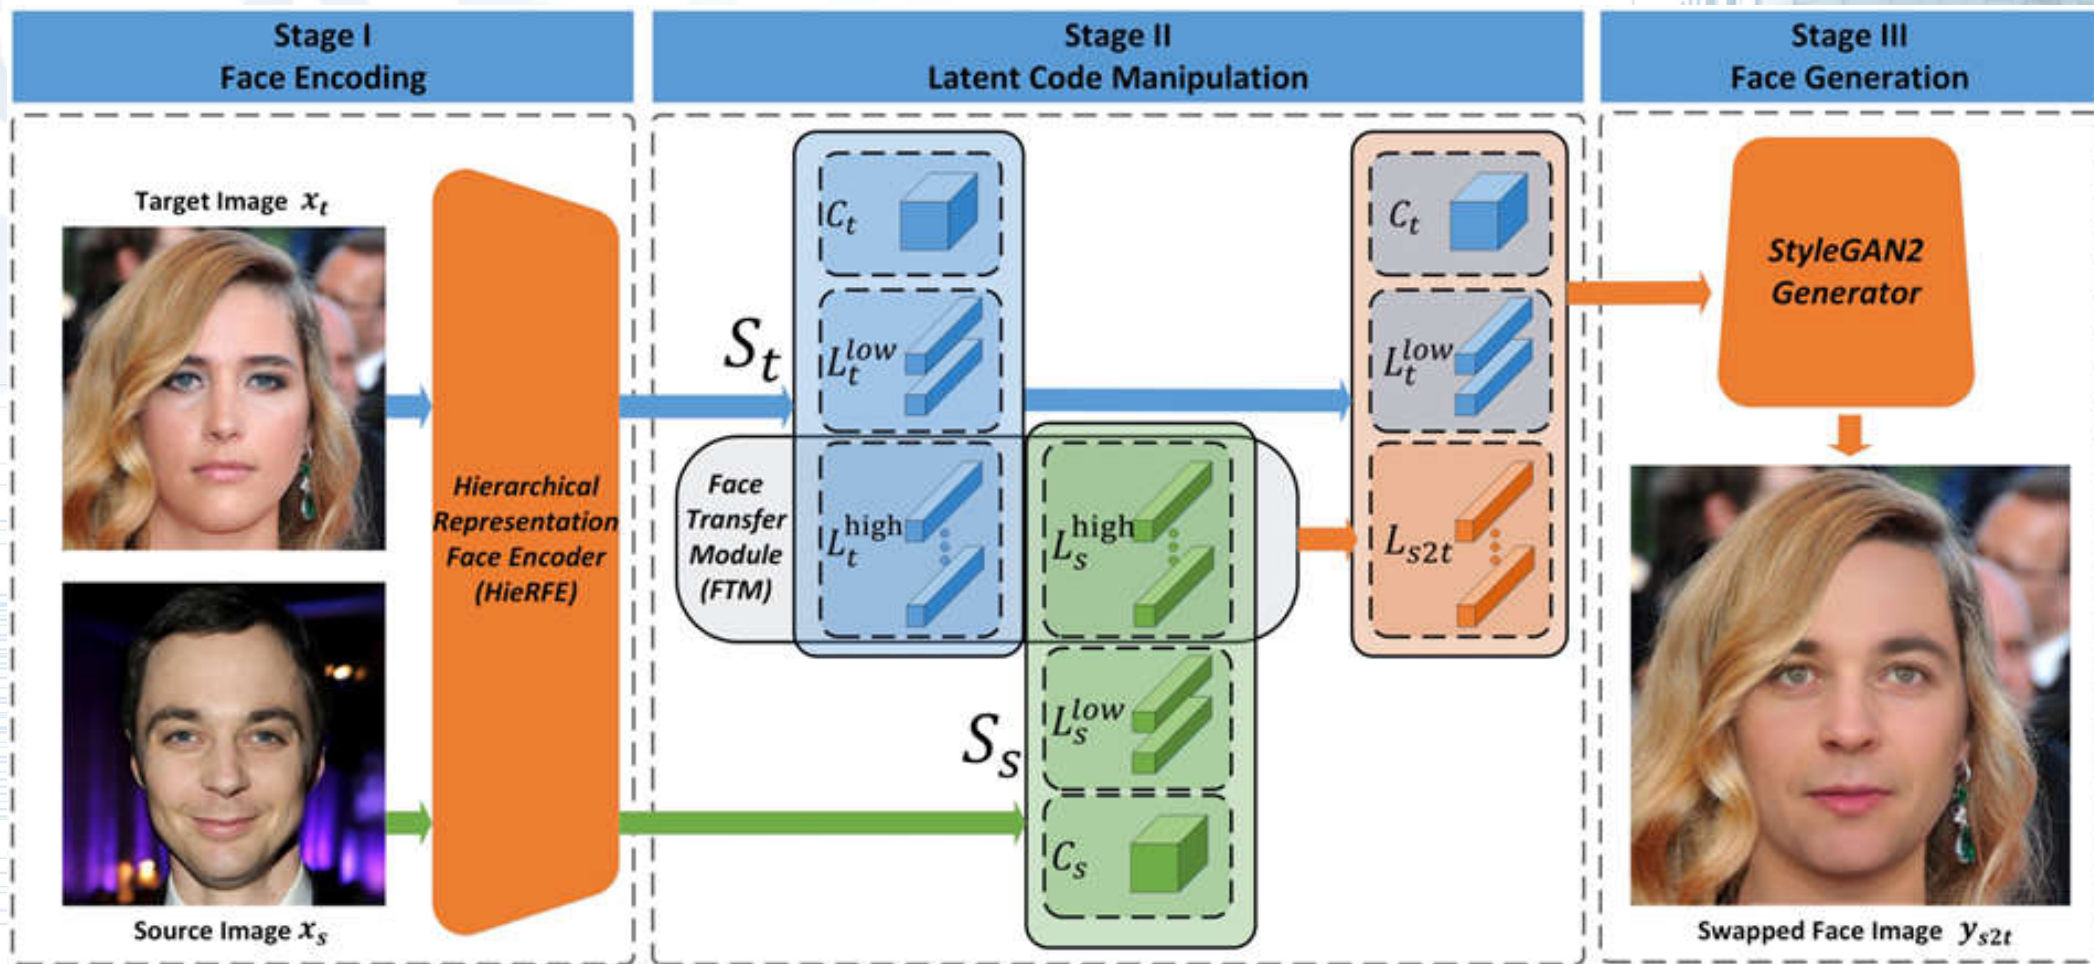 Stage I
Face Encoding
Stage II
Latent Code Manipulation
Stage III
Face Generation
Target Image x_t
Hierarchical
Representation
Face Encoder
(HieRFE)
Source Image x_s
S_t
C_t
L_t^low
L_t^high
Face
Transfer
Module
(FTM)
L_s^high
S_s
L_s^low
C_s
C_t
L_t^low
L_s2t
StyleGAN2
Generator
Swapped Face Image y_s2t